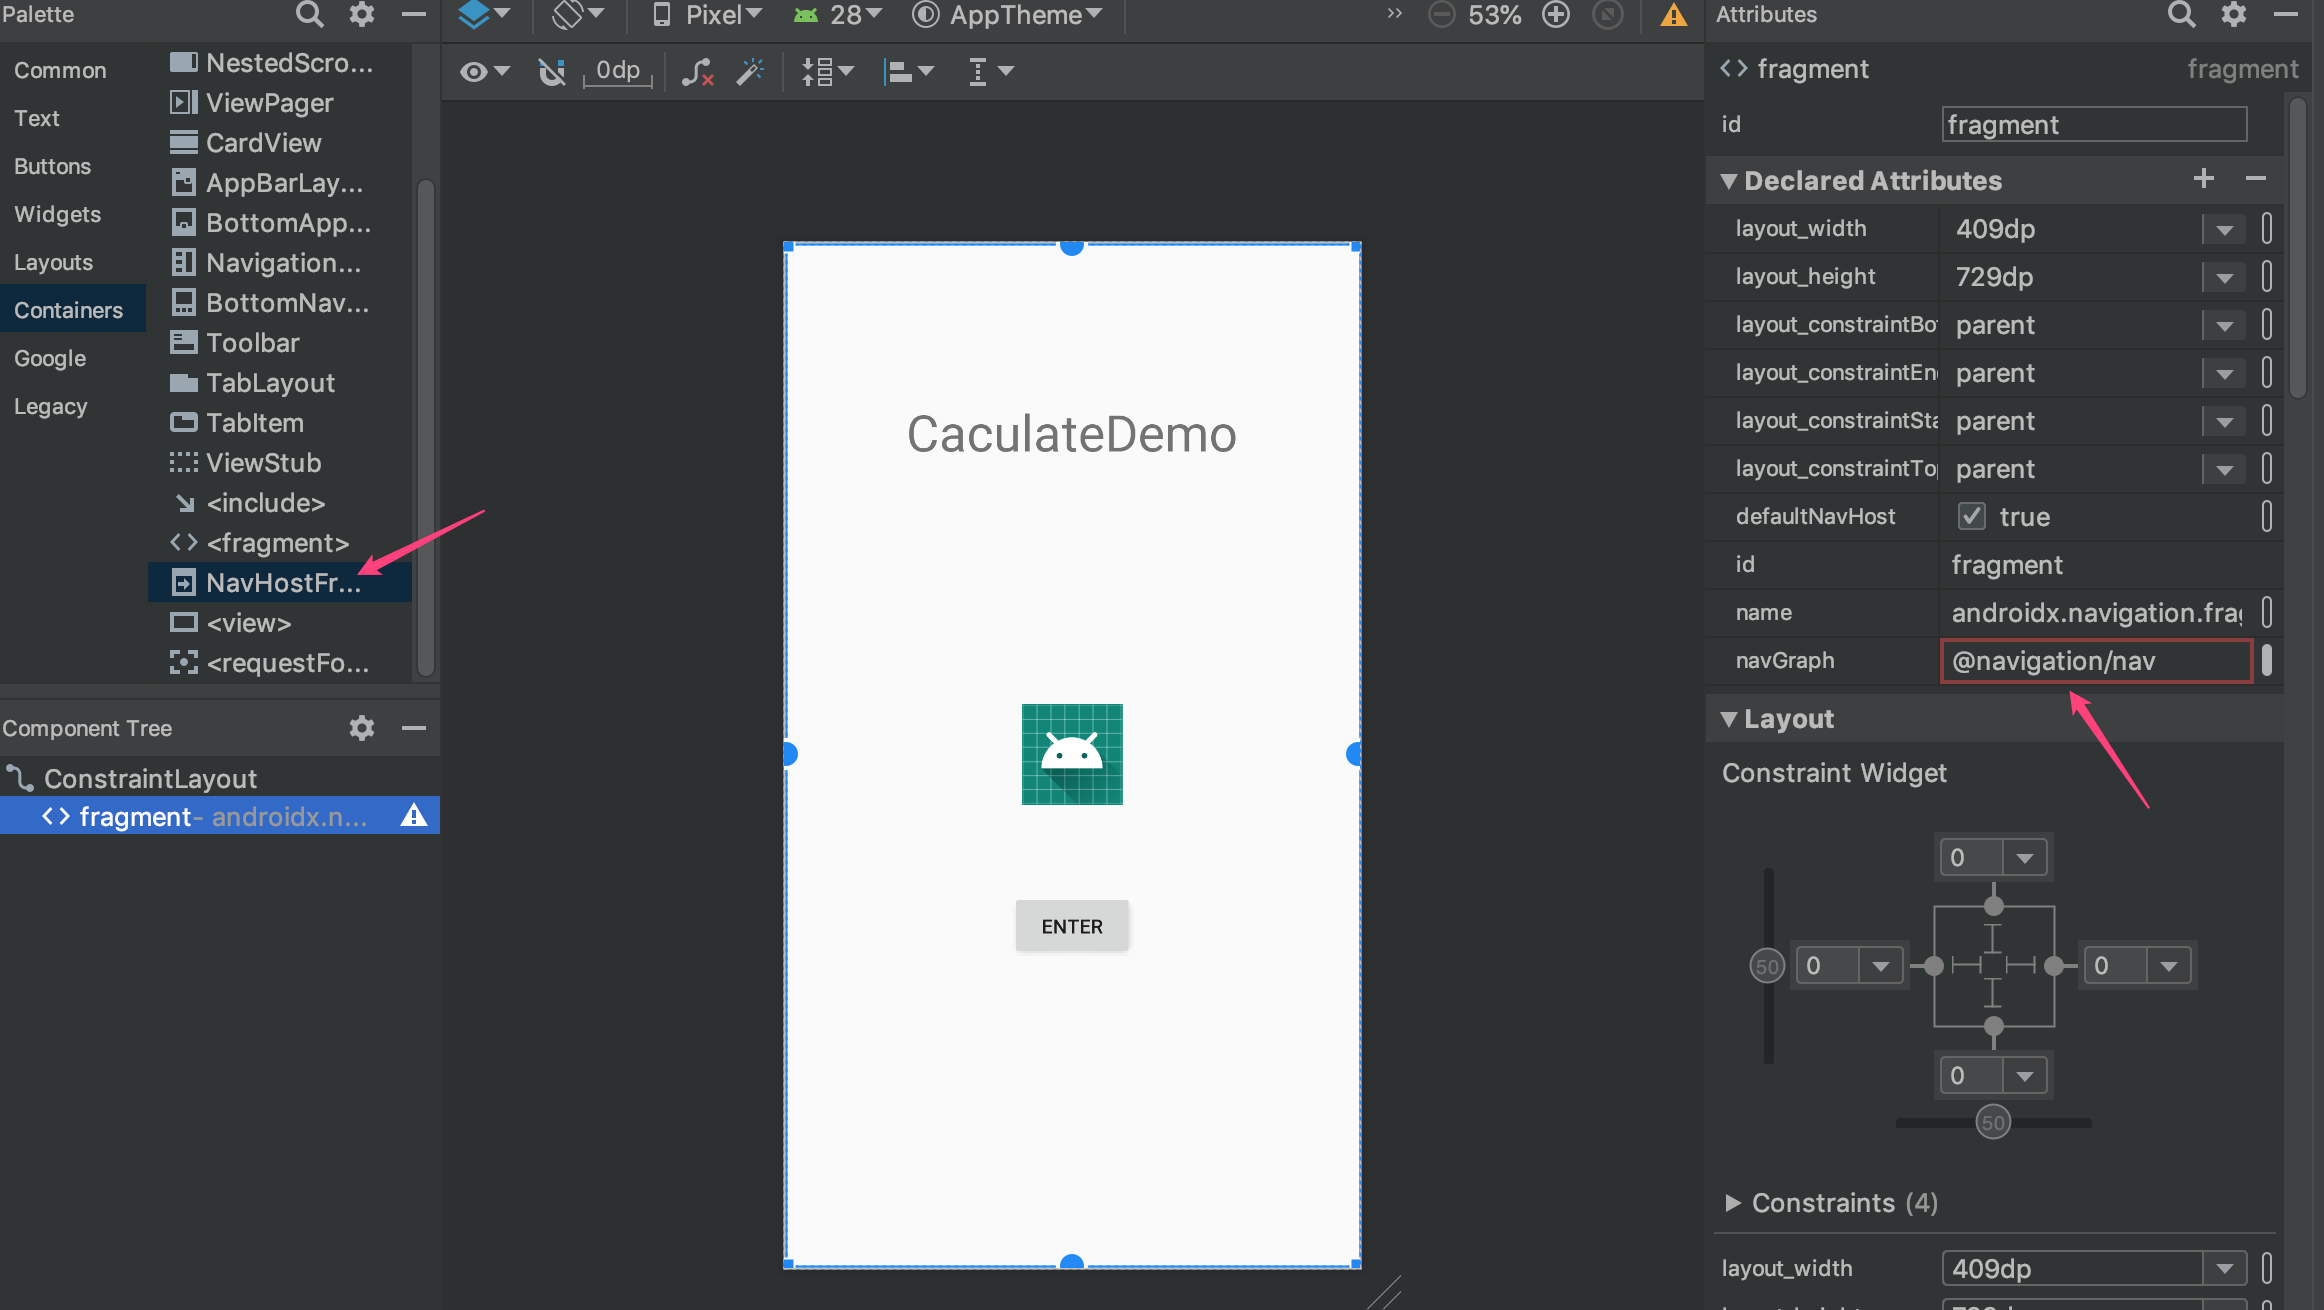 Palette
Common
Text
Buttons
Widgets
Layouts
Containers
Google
Legacy
NestedScro...
ViewPager
CardView
AppBarLay...
BottomApp...
Navigation...
BottomNav...
Toolbar
TabLayout
TabItem
ViewStub
<include>
<fragment>
NavHostFr...
<view>
<requestFo...
Component Tree
ConstraintLayout
fragment- androidx.n...
Pixel 28 AppTheme 53%
0dp
CaculateDemo
ENTER
Attributes
fragment fragment
id fragment
Declared Attributes
layout_width 409dp
layout_height 729dp
layout_constraintBot parent
layout_constraintEn parent
layout_constraintSta parent
layout_constraintTop parent
defaultNavHost true
id fragment
name androidx.navigation.frag
navGraph @navigation/nav
Layout
Constraint Widget
0
50 0 0
0
50
Constraints (4)
layout_width 409dp